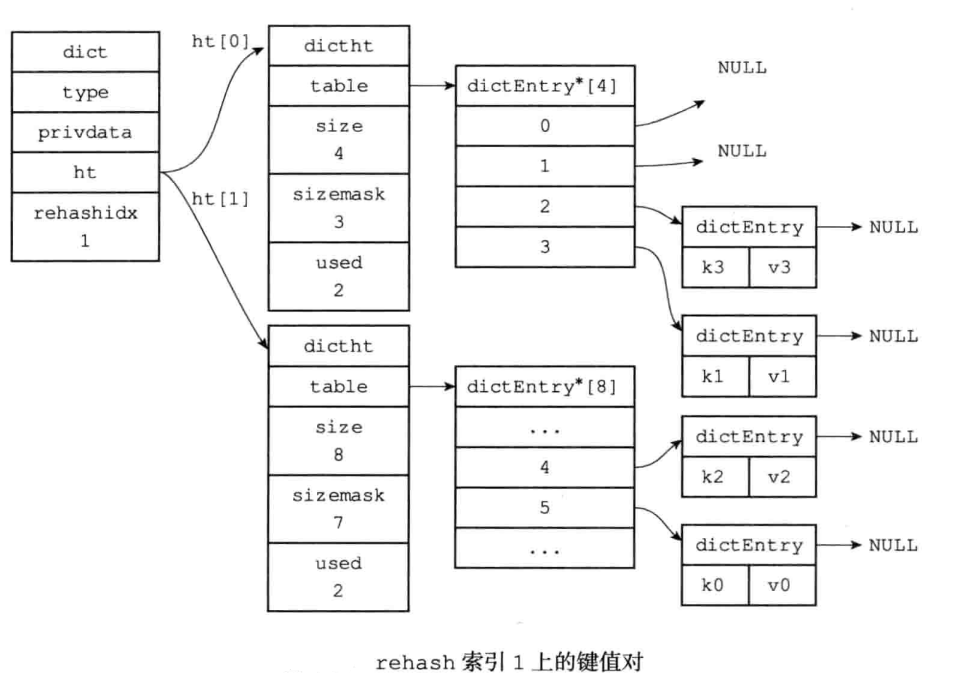 dict
type
privdata
ht
rehashidx
1
ht[0]
ht[1]
dictht
table
size
4
sizemask
3
used
2
dictEntry*[4]
0
1
2
3
NULL
NULL
dictEntry
NULL
k3 v3
dictEntry
NULL
k1 v1
dictht
table
size
8
sizemask
7
used
2
dictEntry*[8]
...
4
5
...
dictEntry
NULL
k2 v2
dictEntry
NULL
k0 v0
rehash 索引 1 上的键值对